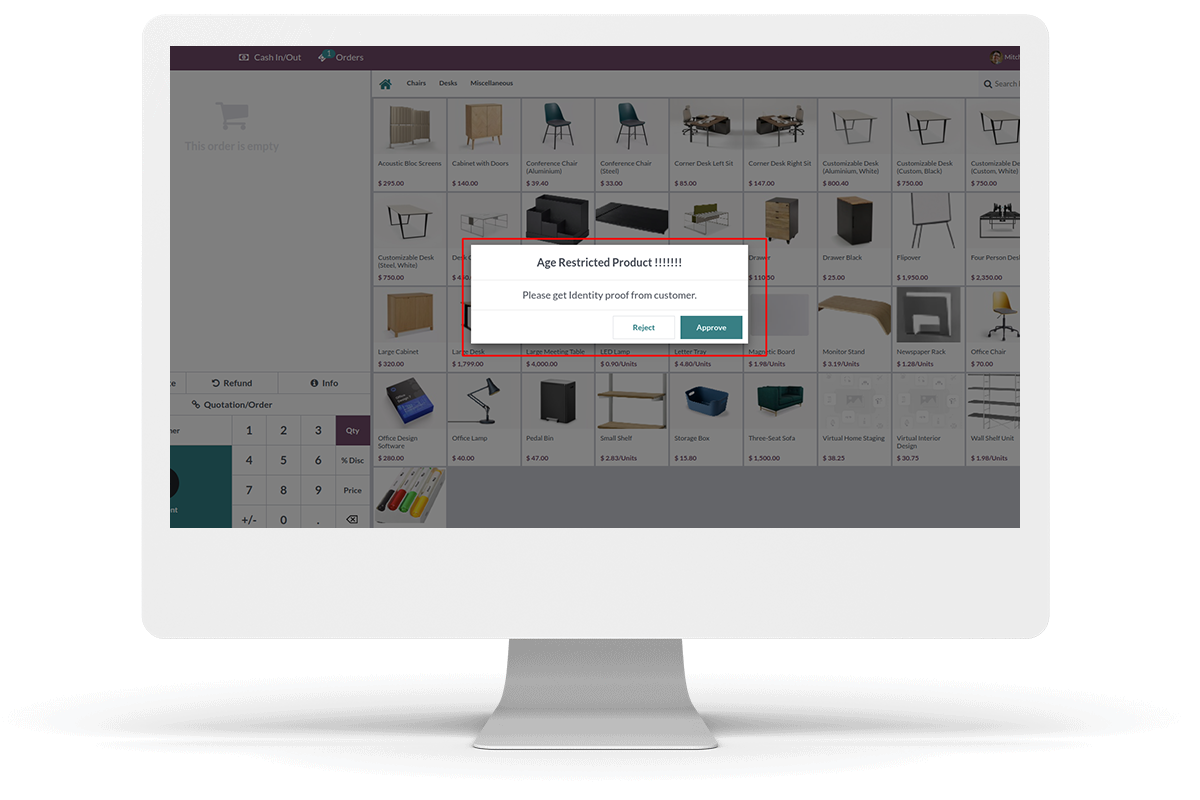 Cash In/Out
1
Orders
Mitch
Chairs
Desks
Miscellaneous
Search
This order is empty
Acoustic Bloc Screens
$ 295.00
Cabinet with Doors
$ 140.00
Conference Chair
(Aluminium)
$ 39.40
Conference Chair
(Steel)
$ 33.00
Corner Desk Left Sit
$ 85.00
Corner Desk Right Sit
$ 147.00
Customizable Desk
(Aluminium, White)
$ 800.40
Customizable Desk
(Custom, Black)
$ 750.00
Customizable De
(Custom, White)
$ 750.00
Customizable Desk
(Steel, White)
$ 750.00
Desk
Drawer
$ 110.50
Drawer Black
$ 25.00
Flipover
$ 1,950.00
Four Person Desk
$ 2,350.00
Age Restricted Product !!!!!!!
Please get Identity proof from customer.
Reject
Approve
Large Cabinet
$ 320.00
Large Desk
$ 1,799.00
Large Meeting Table
$ 4,000.00
LED Lamp
$ 0.90/Units
Letter Tray
$ 4.80/Units
Magnetic Board
$ 1.98/Units
Monitor Stand
$ 3.19/Units
Newspaper Rack
$ 1.28/Units
Office Chair
$ 70.00
Office Design
Software
$ 280.00
Office Lamp
$ 40.00
Pedal Bin
$ 47.00
Small Shelf
$ 2.83/Units
Storage Box
$ 15.80
Three-Seat Sofa
$ 1,500.00
Virtual Home Staging
$ 38.25
Virtual Interior
Design
$ 30.75
Wall Shelf Unit
$ 1.98/Units
te
Refund
Info
Quotation/Order
mer
1
2
3
Qty
4
5
6
% Disc
7
8
9
Price
nt
+/-
0
.